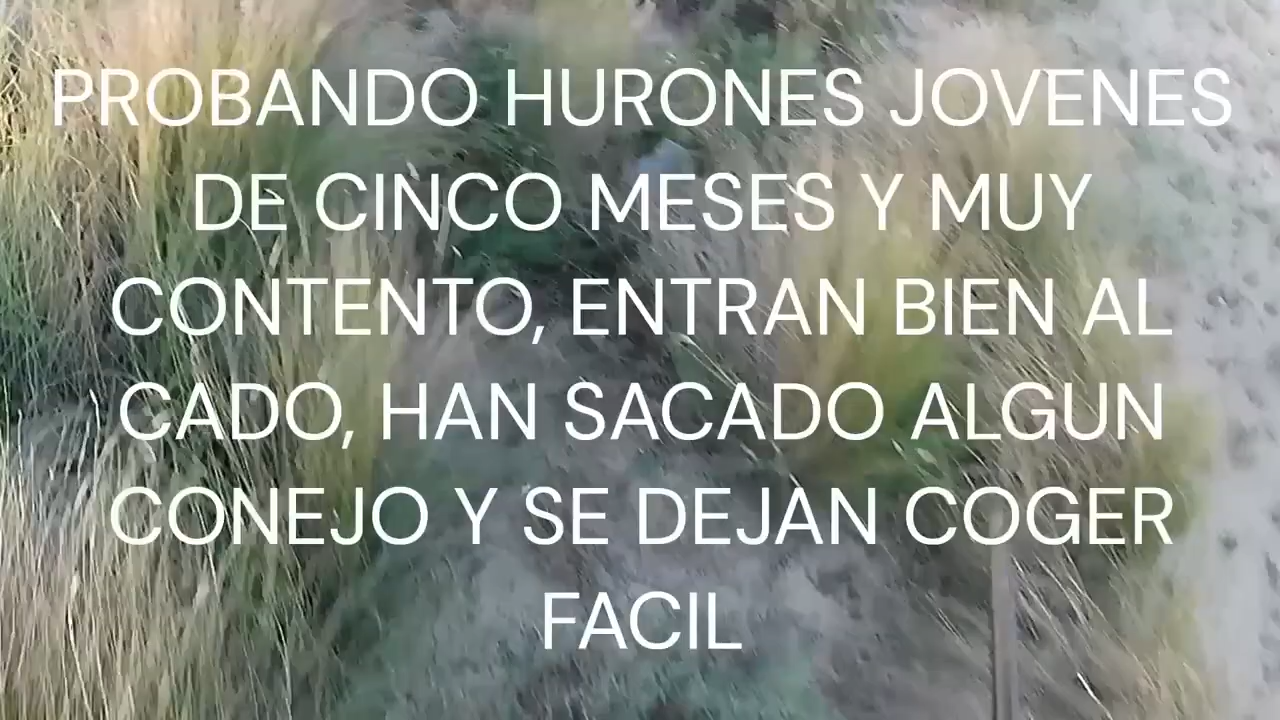 PROBANDO HURONES JOVENES
DE CINCO MESES Y MUY
CONTENTO, ENTRAN BIEN AL
CADO, HAN SACADO ALGUN
CONEJO Y SE DEJAN COGER
FACIL